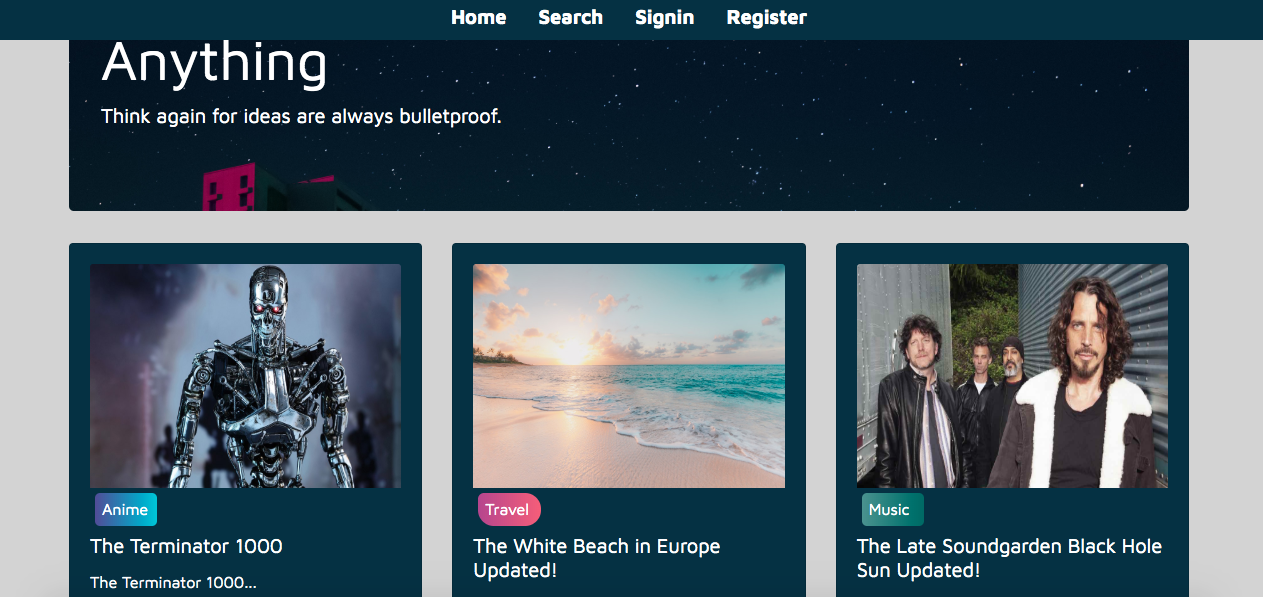 Home Search Signin Register
Anything
Think again for ideas are always bulletproof.
Anime
The Terminator 1000
The Terminator 1000...
Travel
The White Beach in Europe
Updated!
Music
The Late Soundgarden Black Hole
Sun Updated!